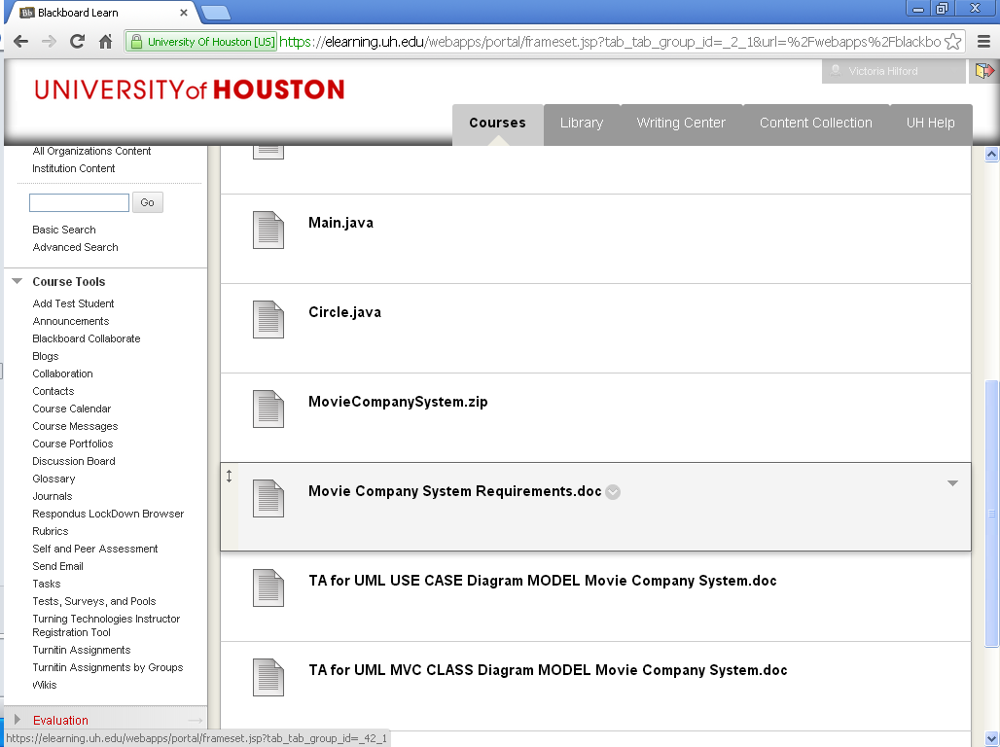 Blackboard Learn
University Of Houston [US] https://elearning.uh.edu/webapps/portal/frameset.jsp?tab_tab_group_id=_2_1&url=%2Fwebapps%2Fblackbo
Victoria Hilford
UNIVERSITY of HOUSTON
Courses
Library
Writing Center
Content Collection
UH Help
All Organizations Content
Institution Content
Go
Basic Search
Advanced Search
Course Tools
Add Test Student
Announcements
Blackboard Collaborate
Blogs
Collaboration
Contacts
Course Calendar
Course Messages
Course Portfolios
Discussion Board
Glossary
Journals
Respondus LockDown Browser
Rubrics
Self and Peer Assessment
Send Email
Tasks
Tests, Surveys, and Pools
Turning Technologies Instructor
Registration Tool
Turnitin Assignments
Turnitin Assignments by Groups
Wikis
Evaluation
Main.java
Circle.java
MovieCompanySystem.zip
Movie Company System Requirements.doc
TA for UML USE CASE Diagram MODEL Movie Company System.doc
TA for UML MVC CLASS Diagram MODEL Movie Company System.doc
https://elearning.uh.edu/webapps/portal/frameset.jsp?tab_tab_group_id=_42_1